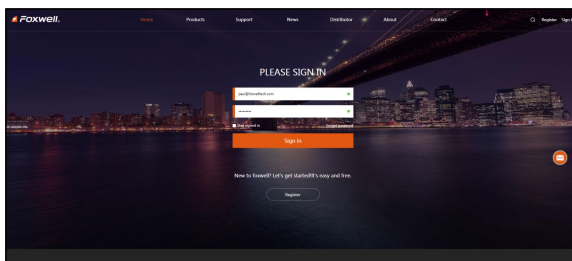 Foxwell®
Home Products Support News Distributor About Contact Register Sign
PLEASE SIGN IN
paul@foxwelltech.com
Stay signed in Forgot password
Sign in
New to foxwell? Let's get started!It's easy and free.
Register